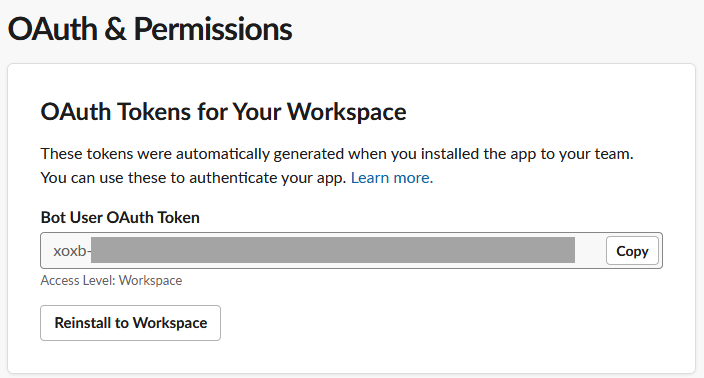 OAuth & Permissions
OAuth Tokens for Your Workspace
These tokens were automatically generated when you installed the app to your team.
You can use these to authenticate your app. Learn more.
Bot User OAuth Token
xoxb-
Copy
Access Level: Workspace
Reinstall to Workspace